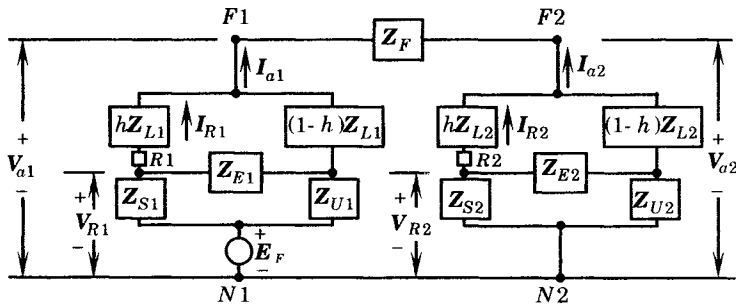 F1 F2
Z_F
I_a1 I_a2
hZ_L1 I_R1 (1- h)Z_L1 hZ_L2 I_R2 (1- h)Z_L2
+ V_a1 − + V_a2 −
R1 Z_E1 R2 Z_E2
Z_S1 Z_U1 Z_S2 Z_U2
+ V_R1 − + E_F − + V_R2 −
N1 N2